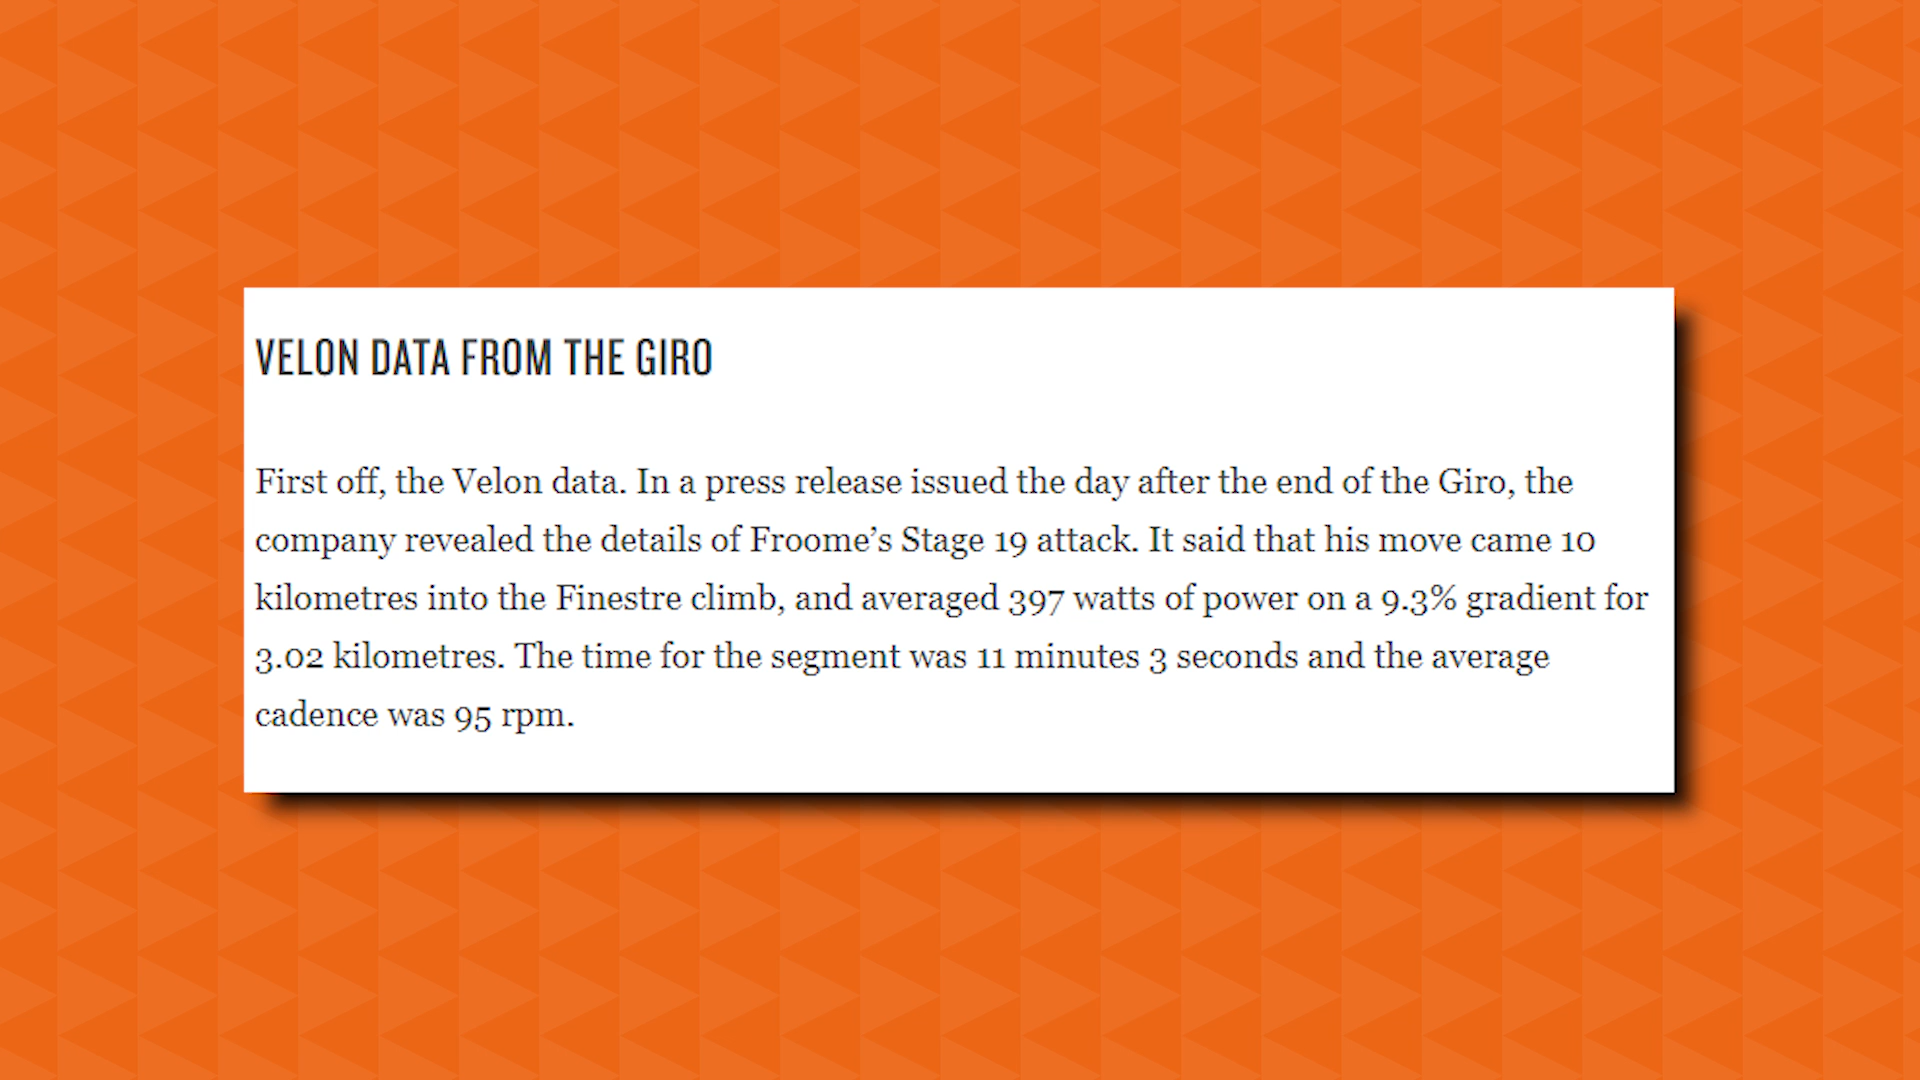 VELON DATA FROM THE GIRO
First off, the Velon data. In a press release issued the day after the end of the Giro, the
company revealed the details of Froome’s Stage 19 attack. It said that his move came 10
kilometres into the Finestre climb, and averaged 397 watts of power on a 9.3% gradient for
3.02 kilometres. The time for the segment was 11 minutes 3 seconds and the average
cadence was 95 rpm.